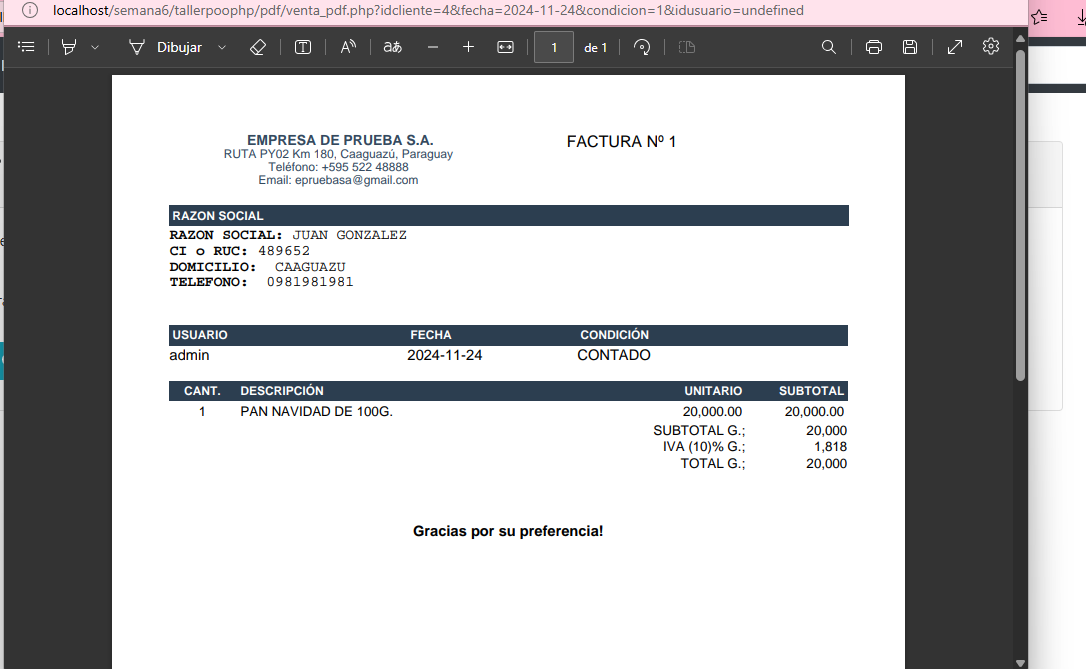 localhost/semana6/tallerpoophp/pdf/venta_pdf.php?idcliente=4&fecha=2024-11-24&condicion=1&idusuario=undefined
Dibujar
1 de 1
EMPRESA DE PRUEBA S.A.
RUTA PY02 Km 180, Caaguazú, Paraguay
Teléfono: +595 522 48888
Email: epruebasa@gmail.com
FACTURA Nº 1
RAZON SOCIAL
RAZON SOCIAL: JUAN GONZALEZ
CI o RUC: 489652
DOMICILIO: CAAGUAZU
TELEFONO: 0981981981
USUARIO FECHA CONDICIÓN
admin 2024-11-24 CONTADO
CANT. DESCRIPCIÓN UNITARIO SUBTOTAL
1 PAN NAVIDAD DE 100G. 20,000.00 20,000.00
SUBTOTAL G.; 20,000
IVA (10)% G.; 1,818
TOTAL G.; 20,000
Gracias por su preferencia!